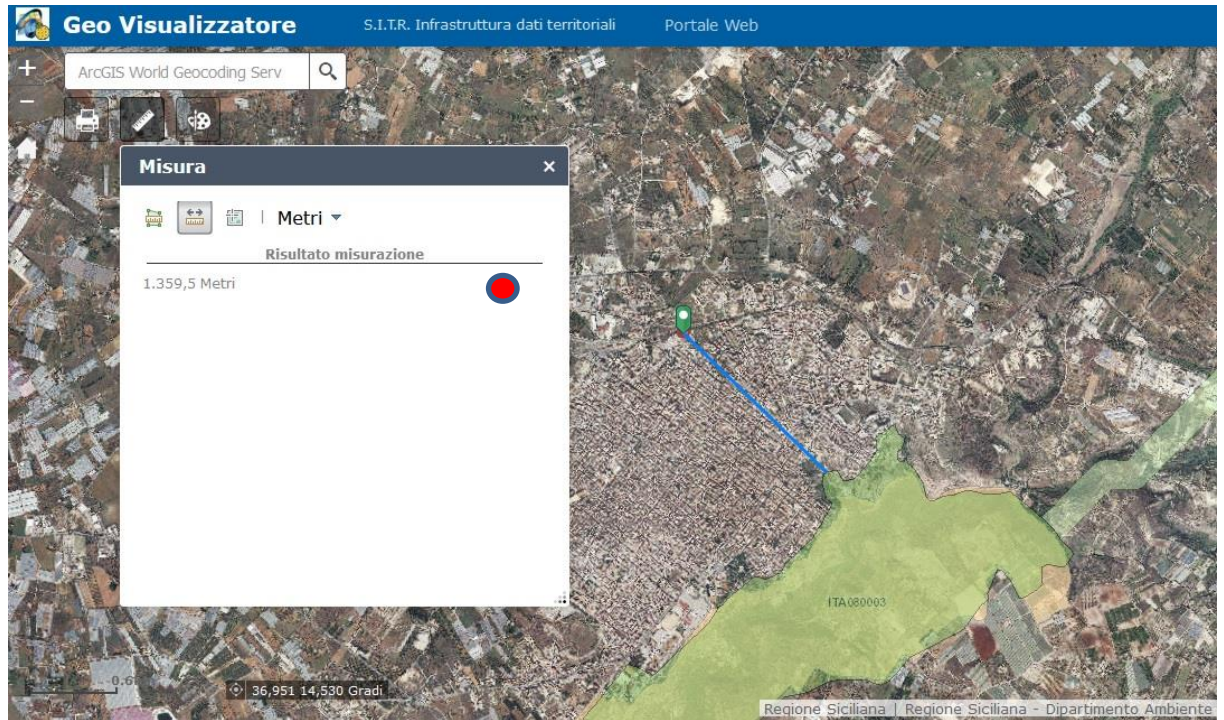 Geo Visualizzatore
S.I.T.R. Infrastruttura dati territoriali
Portale Web
ArcGIS World Geocoding Serv
Misura
Metri
Risultato misurazione
1.359,5 Metri
ITA080003
36,951 14,530 Gradi
Regione Siciliana | Regione Siciliana - Dipartimento Ambiente